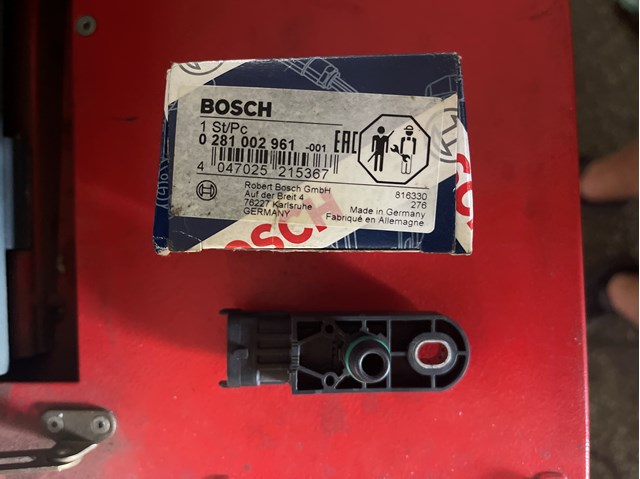 BOSCH
1 St/Pc
0 281 002 961 -001
EAC
4 047025 215367
Robert Bosch GmbH
Auf der Breit 4
76227 Karlsruhe
GERMANY
816330
276
Made in Germany
Fabriqué en Allemagne
BOSCH